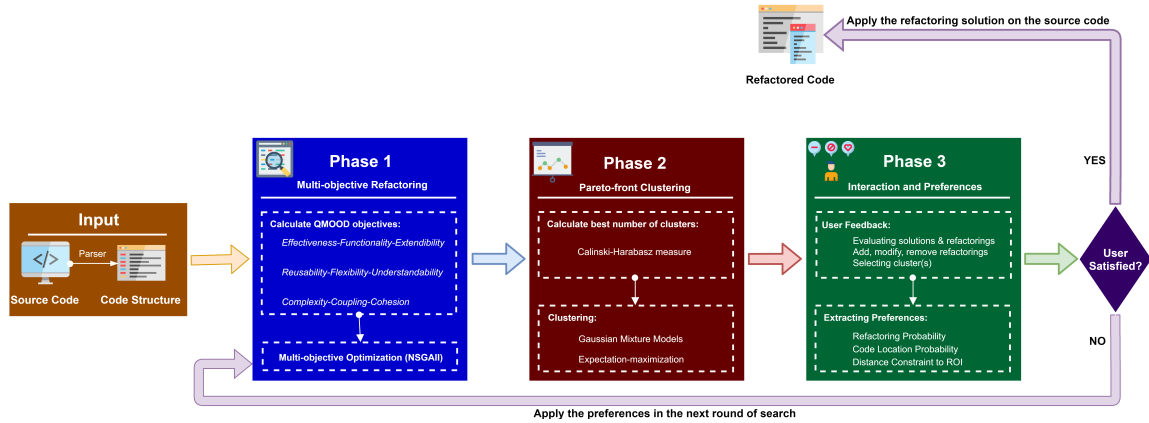 Apply the refactoring solution on the source code
Refactored Code
Input
Parser
</>
Source Code
Code Structure
Phase 1
Multi-objective Refactoring
Calculate QMOOD objectives:
Effectiveness-Functionality-Extendibility
Reusability-Flexibility-Understandability
Complexity-Coupling-Cohesion
Multi-objective Optimization (NSGAII)
Phase 2
Pareto-front Clustering
Calculate best number of clusters:
Calinski-Harabasz measure
Clustering:
Gaussian Mixture Models
Expectation-maximization
Phase 3
Interaction and Preferences
User Feedback:
Evaluating solutions & refactorings
Add, modify, remove refactorings
Selecting cluster(s)
Extracting Preferences:
Refactoring Probability
Code Location Probability
Distance Constraint to ROI
YES
User
Satisfied?
NO
Apply the preferences in the next round of search